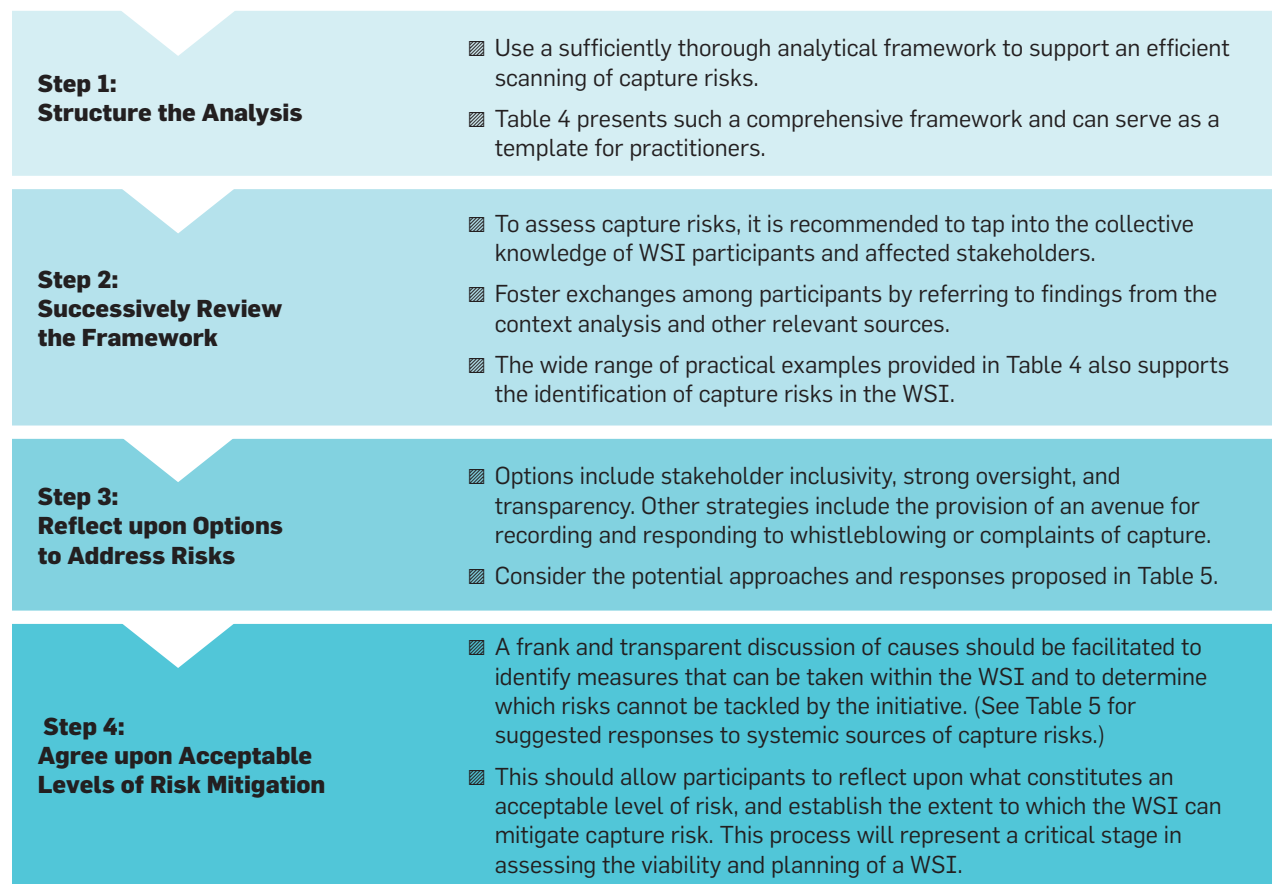 Step 1:
Structure the Analysis
Use a sufficiently thorough analytical framework to support an efficient
scanning of capture risks.
Table 4 presents such a comprehensive framework and can serve as a
template for practitioners.
Step 2:
Successively Review
the Framework
To assess capture risks, it is recommended to tap into the collective
knowledge of WSI participants and affected stakeholders.
Foster exchanges among participants by referring to findings from the
context analysis and other relevant sources.
The wide range of practical examples provided in Table 4 also supports
the identification of capture risks in the WSI.
Step 3:
Reflect upon Options
to Address Risks
Options include stakeholder inclusivity, strong oversight, and
transparency. Other strategies include the provision of an avenue for
recording and responding to whistleblowing or complaints of capture.
Consider the potential approaches and responses proposed in Table 5.
Step 4:
Agree upon Acceptable
Levels of Risk Mitigation
A frank and transparent discussion of causes should be facilitated to
identify measures that can be taken within the WSI and to determine
which risks cannot be tackled by the initiative. (See Table 5 for
suggested responses to systemic sources of capture risks.)
This should allow participants to reflect upon what constitutes an
acceptable level of risk, and establish the extent to which the WSI can
mitigate capture risk. This process will represent a critical stage in
assessing the viability and planning of a WSI.